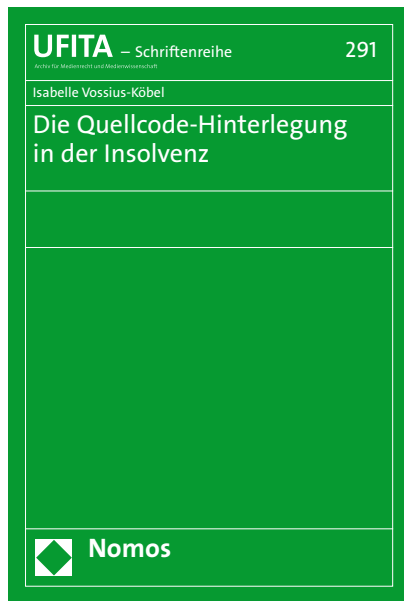 UFITA – Schriftenreihe 291
Archiv für Medienrecht und Medienwissenschaft
Isabelle Vossius-Köbel
Die Quellcode-Hinterlegung
in der Insolvenz
Nomos